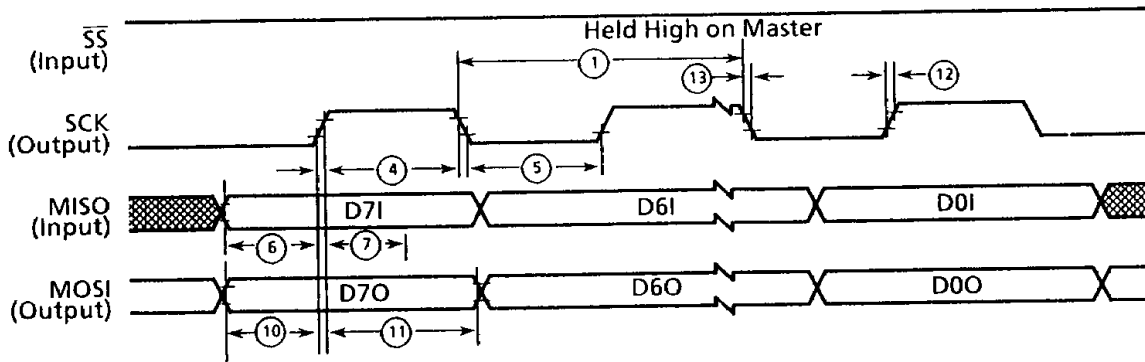 SS
(Input)
Held High on Master
1
13
12
SCK
(Output)
4
5
MISO
(Input)
D7I
D6I
D0I
6
7
MOSI
(Output)
D7O
D6O
D0O
10
11